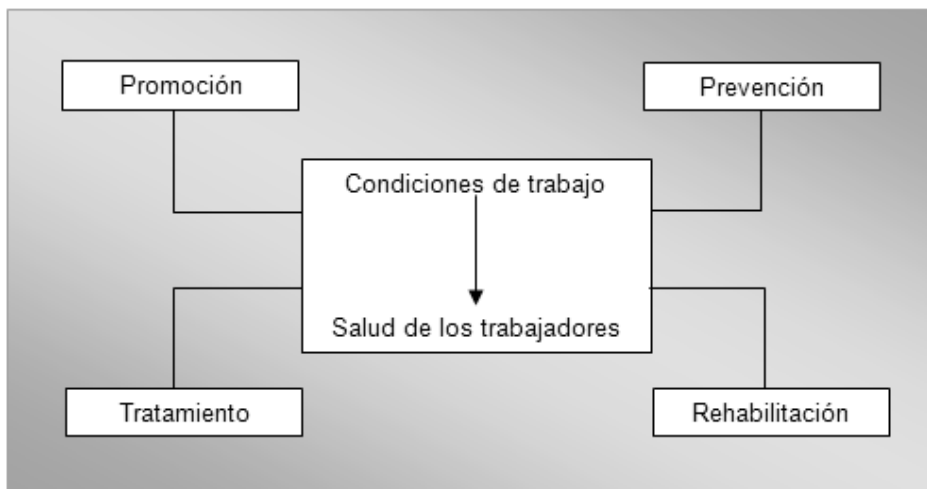 Promoción
Prevención
Condiciones de trabajo
Salud de los trabajadores
Tratamiento
Rehabilitación